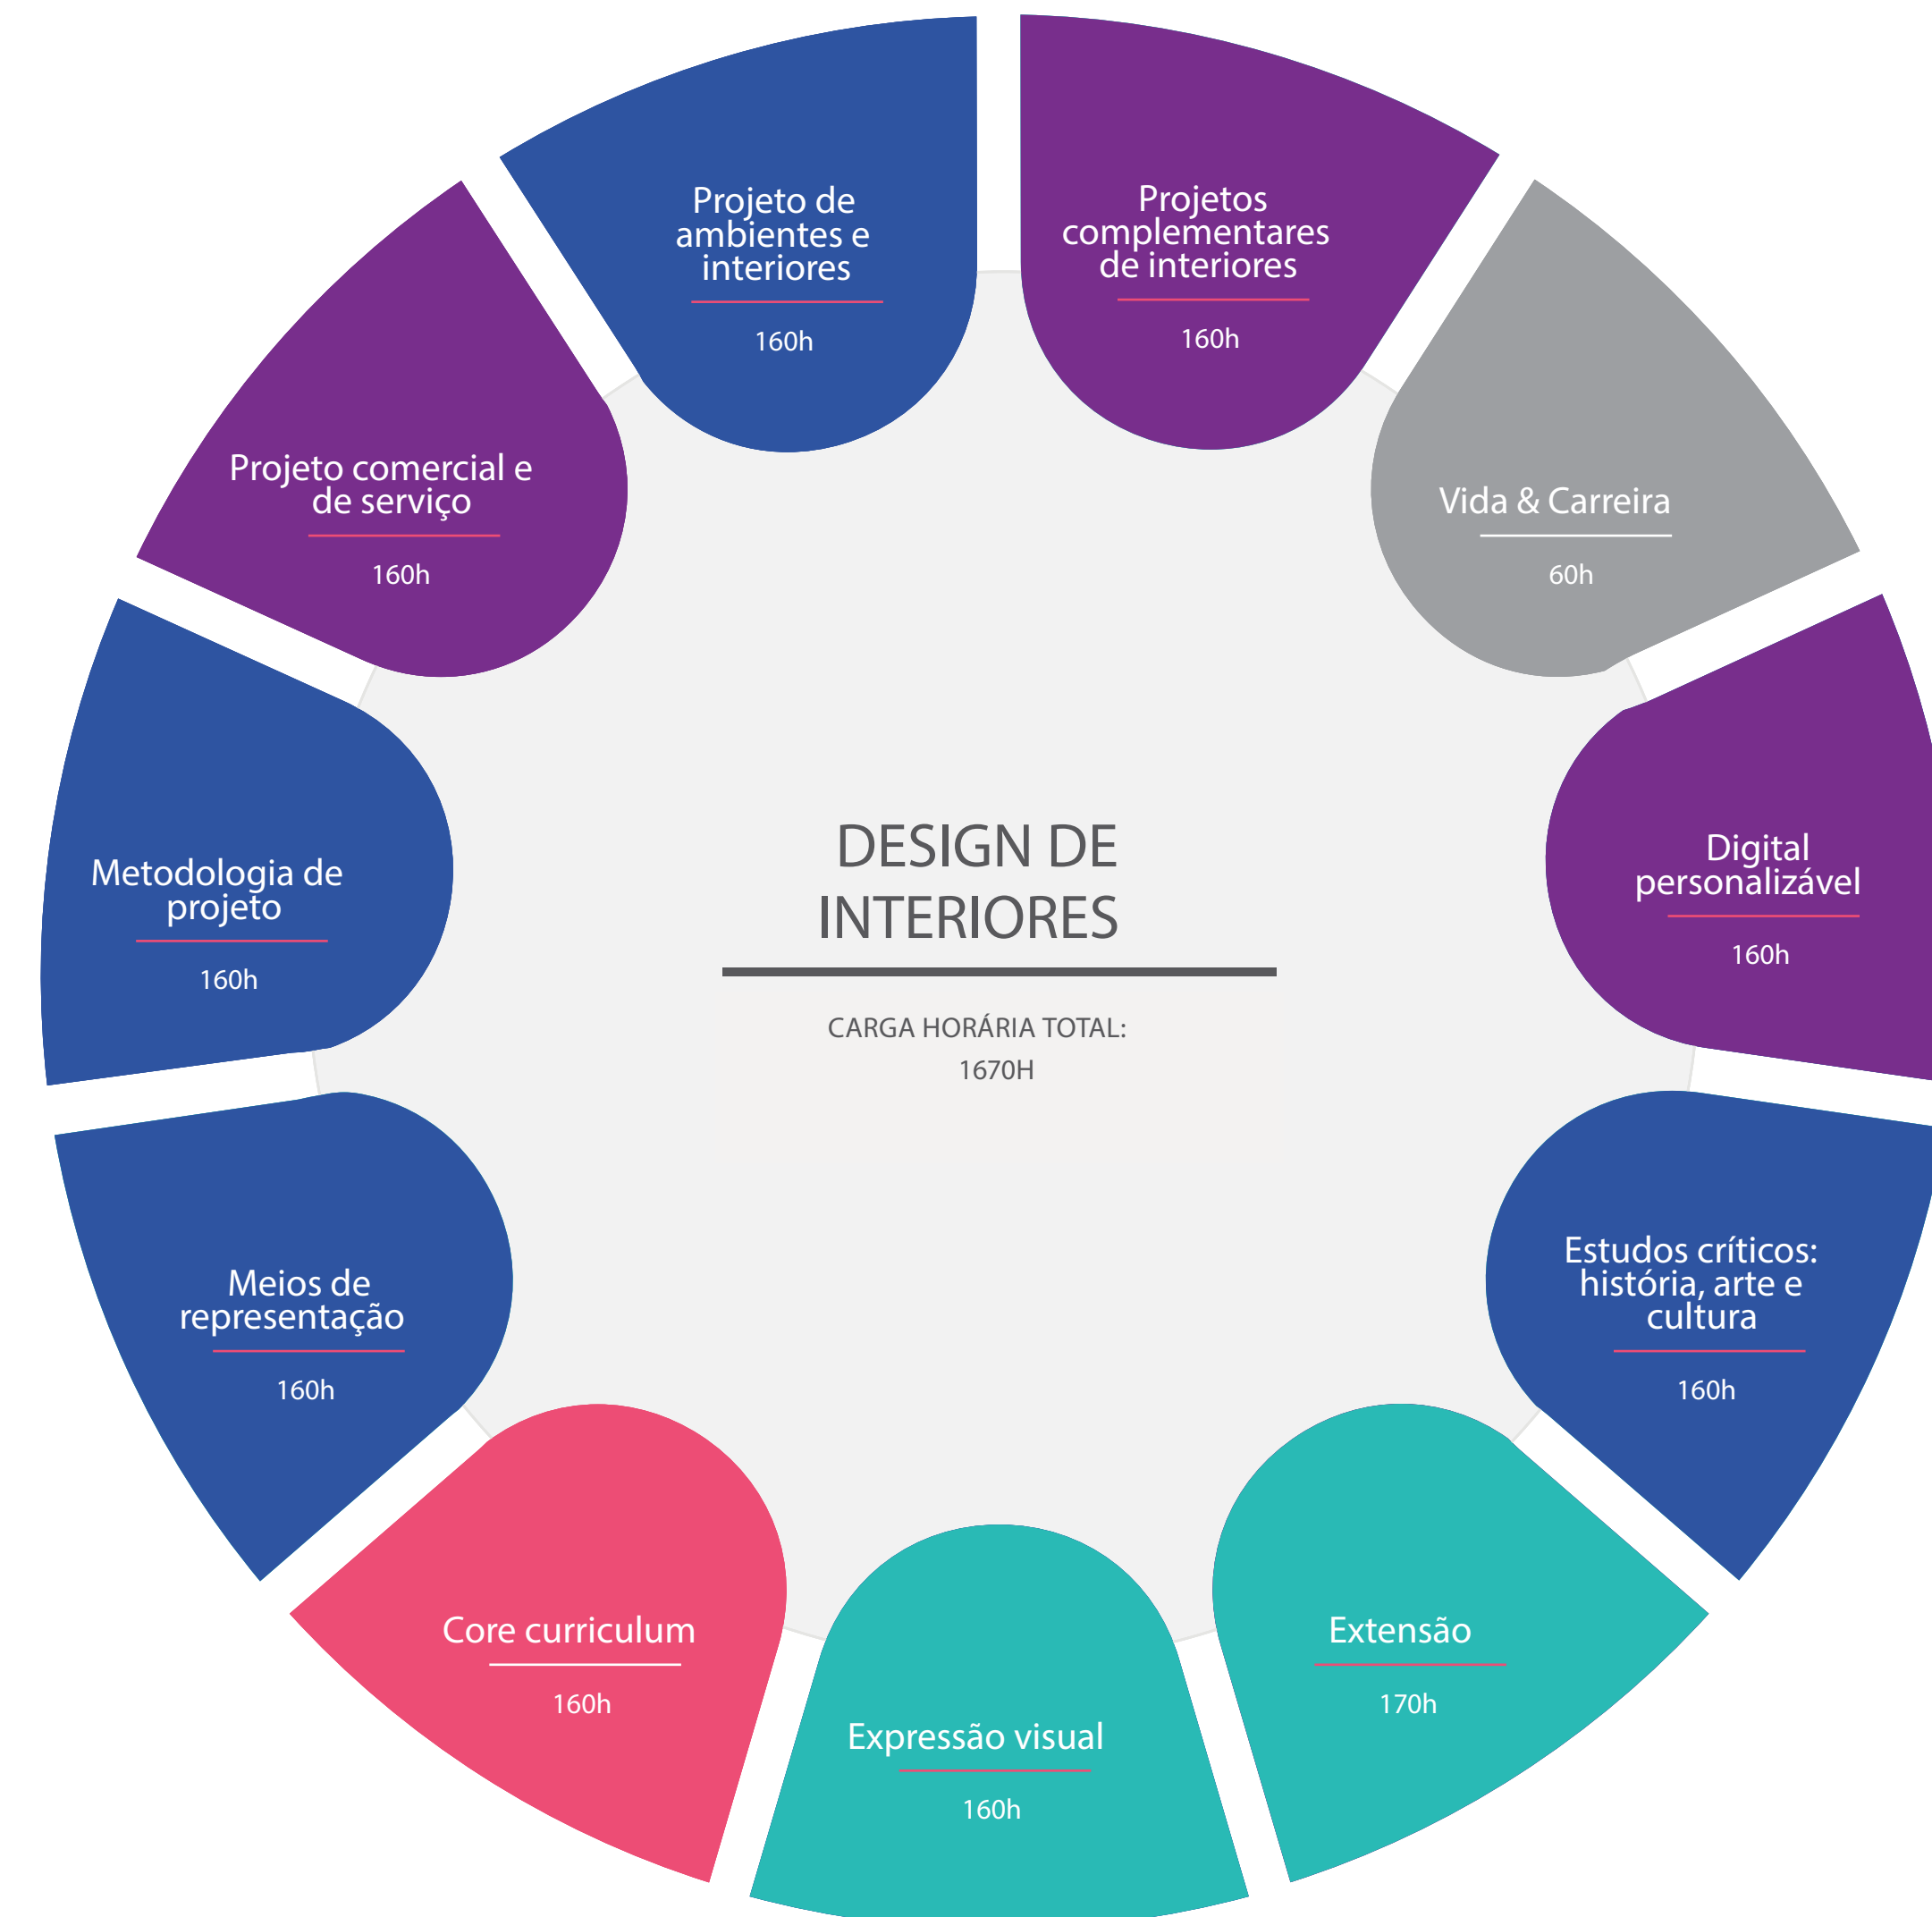 Projeto de
ambientes e
interiores
160h
Projetos
complementares
de interiores
160h
Vida & Carreira
60h
Digital
personalizável
160h
Estudos críticos:
história, arte e
cultura
160h
Extensão
170h
Expressão visual
160h
Core curriculum
160h
Meios de
representação
160h
Metodologia de
projeto
160h
Projeto comercial e
de serviço
160h
DESIGN DE
INTERIORES
CARGA HORÁRIA TOTAL:
1670H